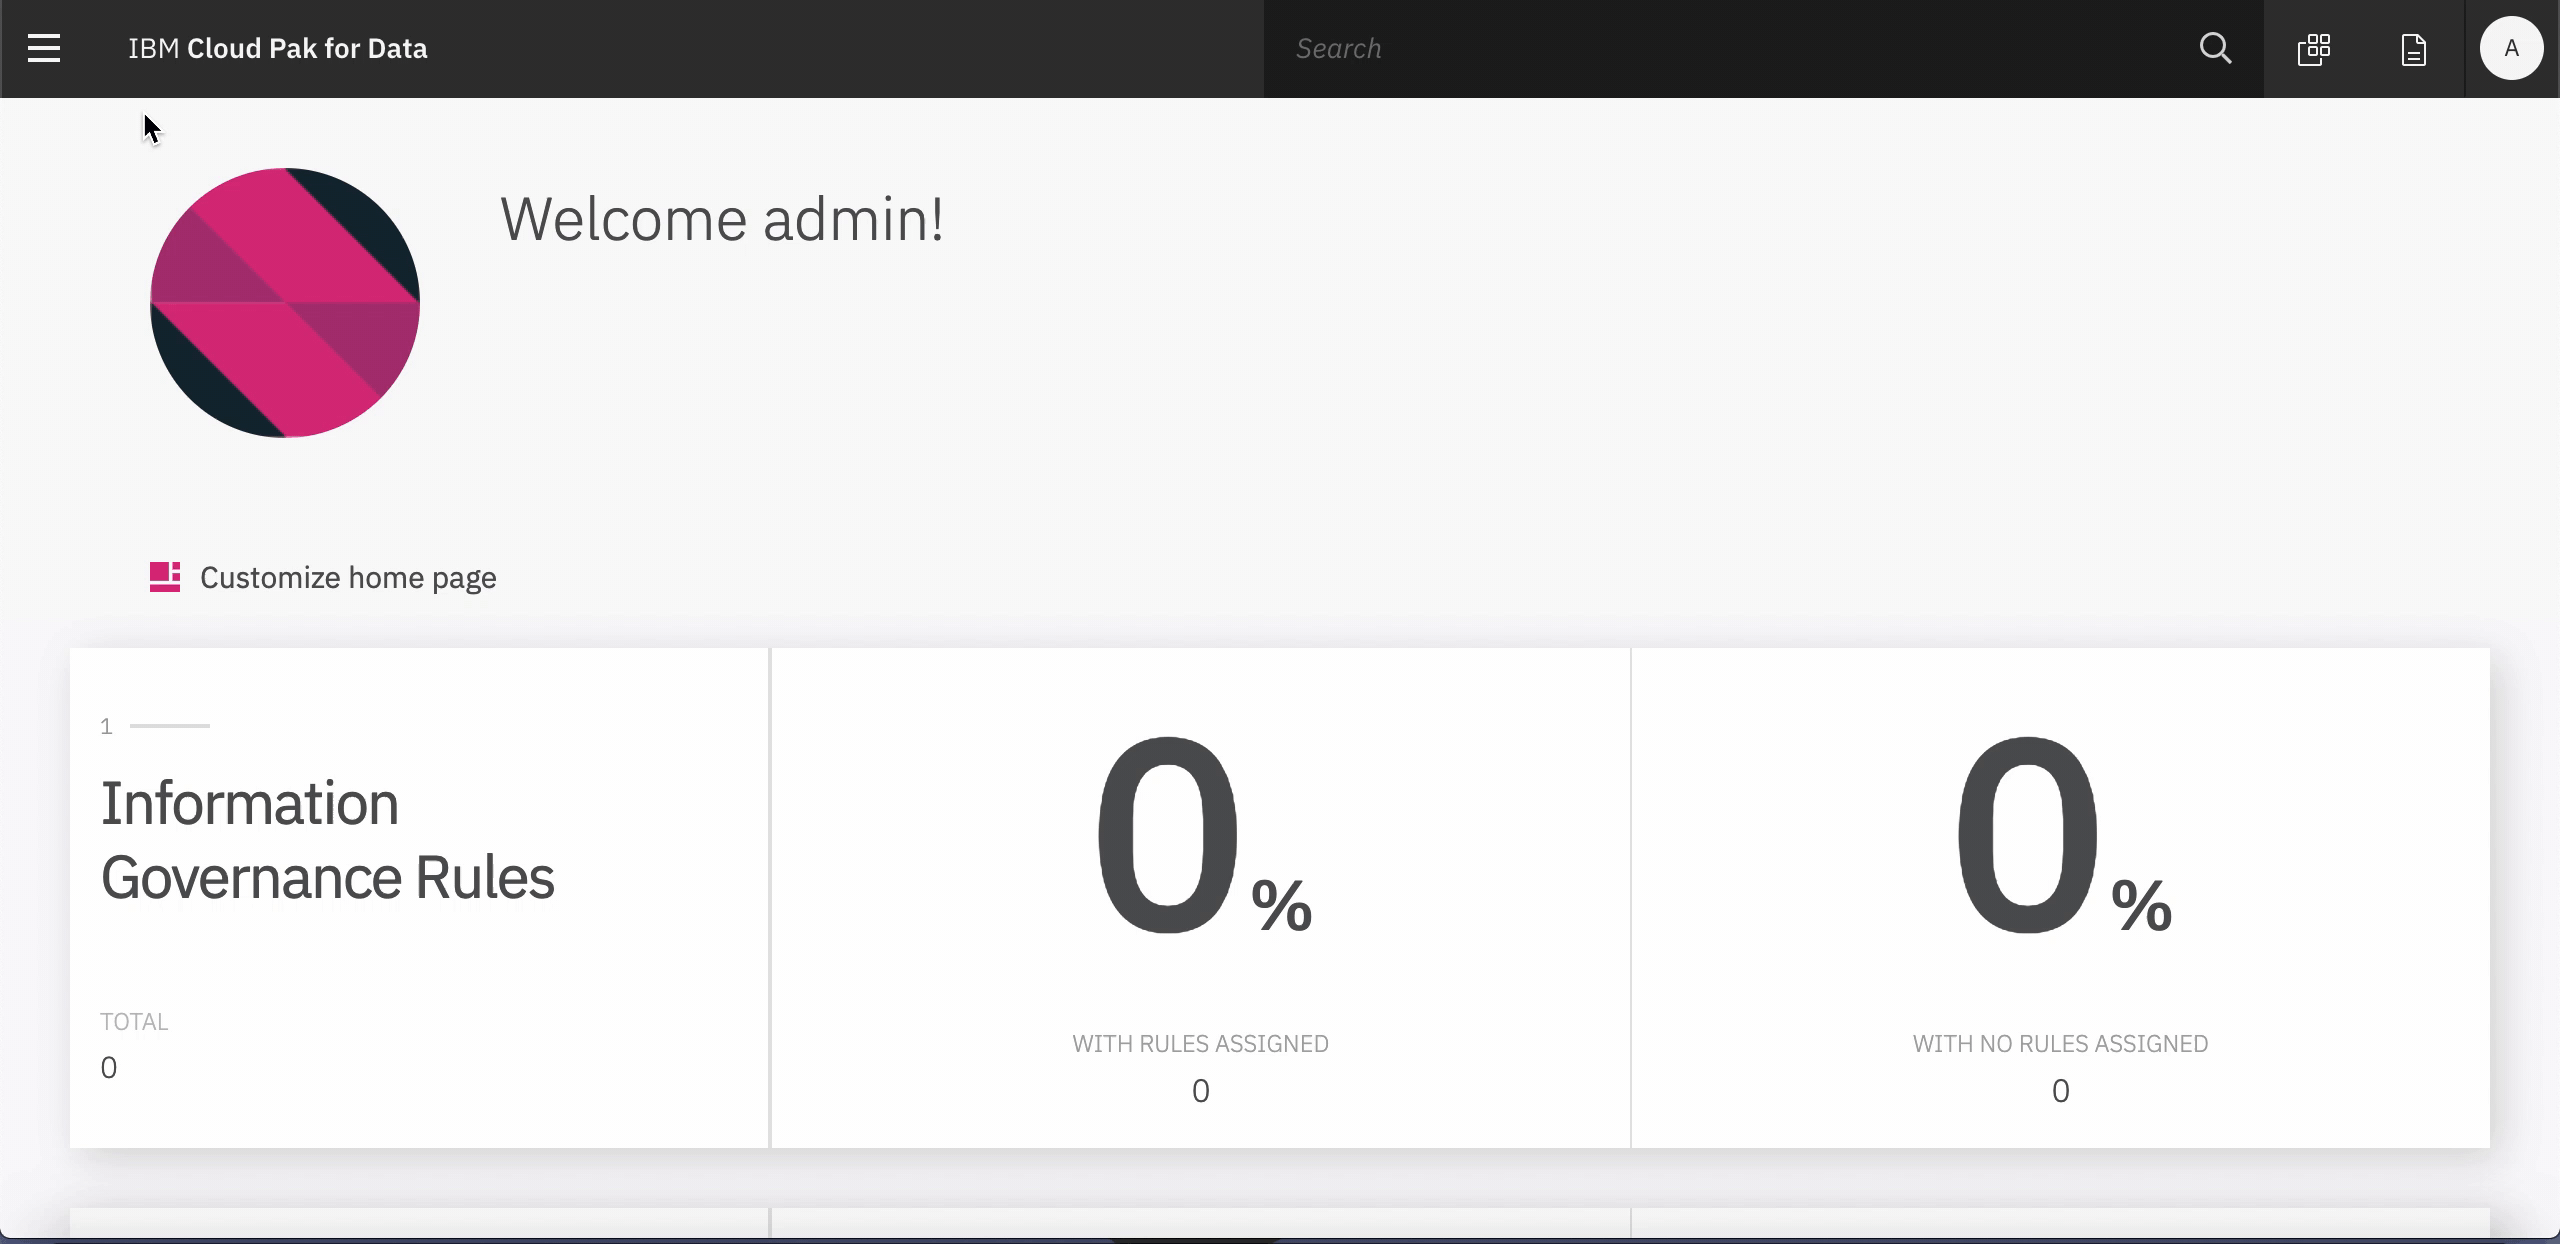 IBM Cloud Pak for Data
Search
A
Welcome admin!
Customize home page
1
Information
Governance Rules
TOTAL
0
0%
WITH RULES ASSIGNED
0
0%
WITH NO RULES ASSIGNED
0